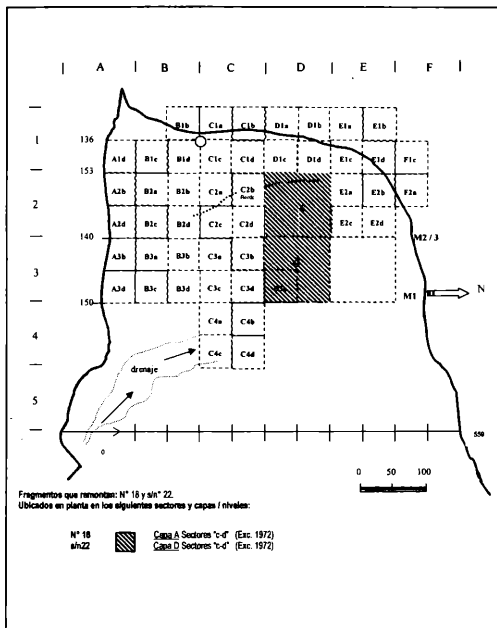 A B C D E F
B1b C1a C1b D1a D1b E1a E1b
1
136
A1d B1c B1d C1c C1d D1c D1d E1c E1d F1c
153
A2b B2a B2b C2a C2b E2a E2b F2a
2
A2d B2c B2d C2c C2d E2c E2d
140 M2 / 3
A3b B3a B3b C3a C3b
3
A3d B3c B3d C3c C3d
150 M1 N
C4a C4b
4
drenaje C4c C4d
5
0 550
0 50 100
Fragmentos que remontan: N° 18 y s/n° 22.
Ubicados en planta en los siguientes sectores y capas / niveles:
N° 18 Capa A Sectores "c-d" (Exc. 1972)
s/n22 Capa D Sectores "c-d" (Exc. 1972)